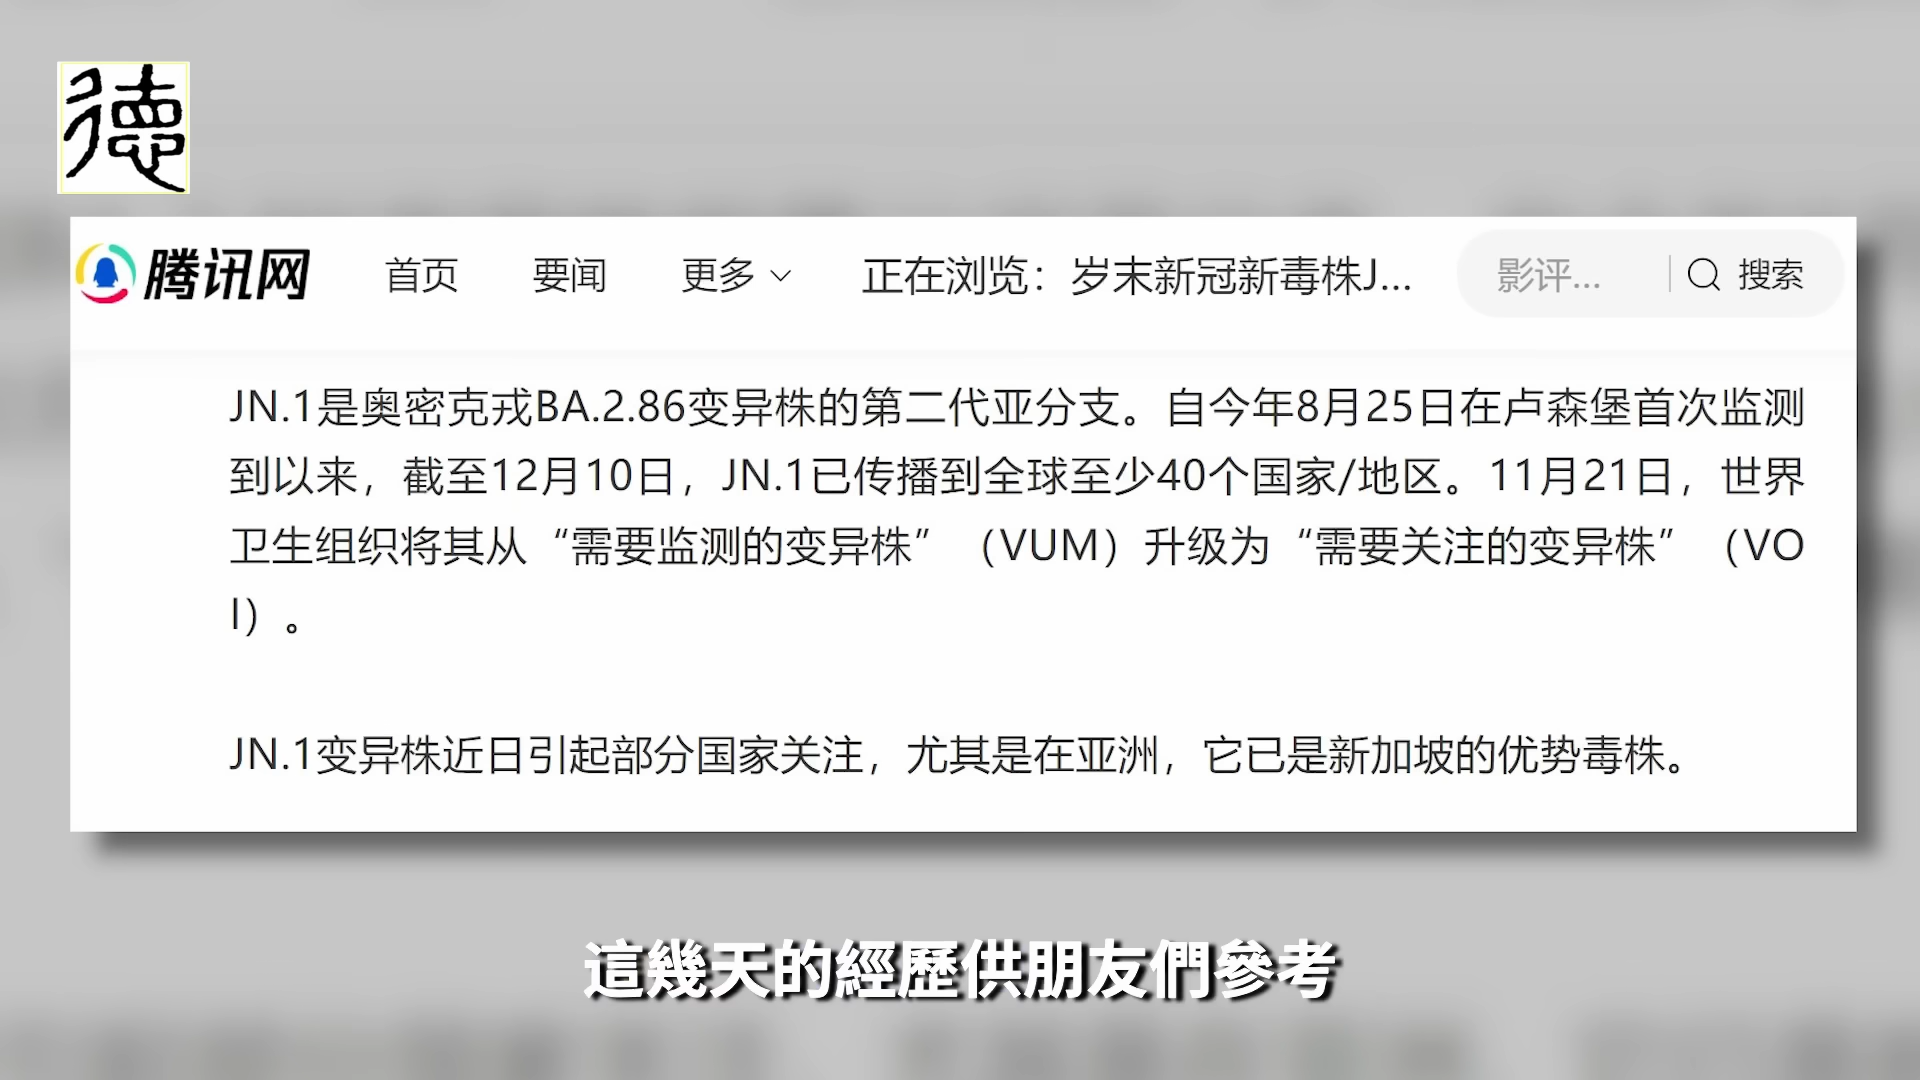 德
腾讯网 首页 要闻 更多 正在浏览：岁末新冠新毒株J... 影评... 搜索
JN.1是奥密克戎BA.2.86变异株的第二代亚分支。自今年8月25日在卢森堡首次监测
到以来，截至12月10日，JN.1已传播到全球至少40个国家/地区。11月21日，世界
卫生组织将其从“需要监测的变异株”（VUM）升级为“需要关注的变异株”（VO
I）。
JN.1变异株近日引起部分国家关注，尤其是在亚洲，它已是新加坡的优势毒株。
這幾天的經歷供朋友們參考